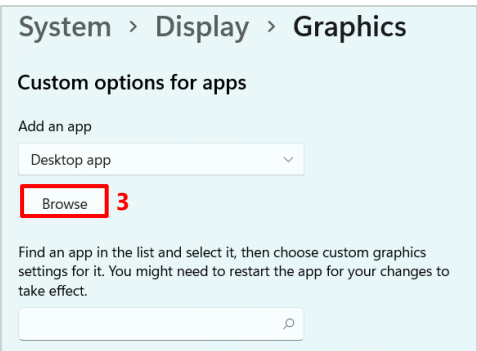 System > Display > Graphics
Custom options for apps
Add an app
Desktop app
Browse 3
Find an app in the list and select it, then choose custom graphics
settings for it. You might need to restart the app for your changes to
take effect.